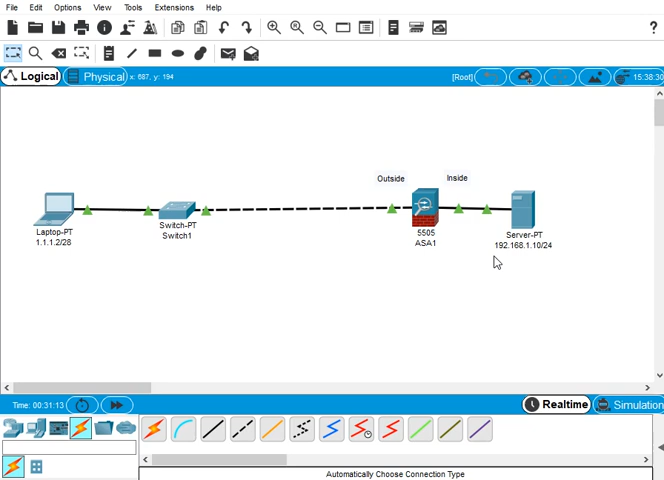 File Edit Options View Tools Extensions Help
Logical Physical x: 687, y: 194 [Root] 15:38:30
Outside Inside
Laptop-PT
1.1.1.2/28
Switch-PT
Switch1
5505
ASA1
Server-PT
192.168.1.10/24
Time: 00:31:13 Realtime Simulation
Automatically Choose Connection Type